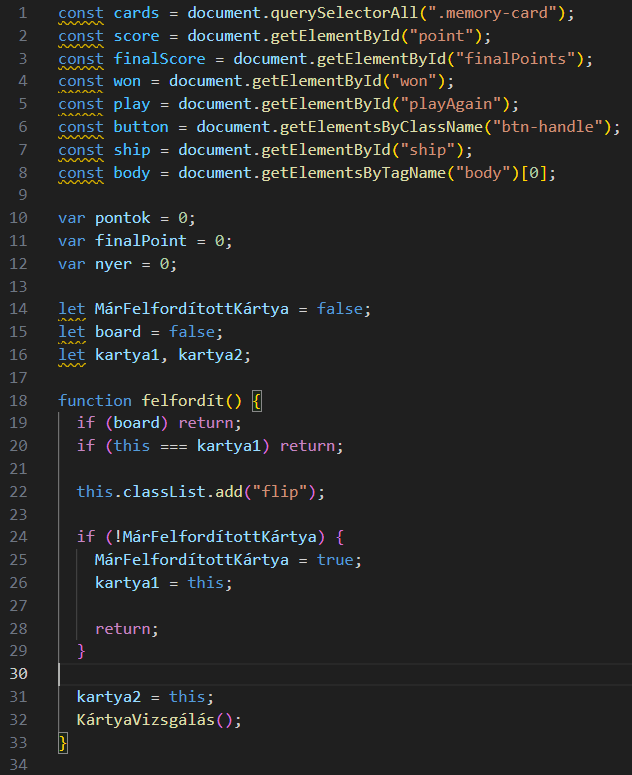 1 const cards = document.querySelectorAll(".memory-card");
2 const score = document.getElementById("point");
3 const finalScore = document.getElementById("finalPoints");
4 const won = document.getElementById("won");
5 const play = document.getElementById("playAgain");
6 const button = document.getElementsByClassName("btn-handle");
7 const ship = document.getElementById("ship");
8 const body = document.getElementsByTagName("body")[0];
9
10 var pontok = 0;
11 var finalPoint = 0;
12 var nyer = 0;
13
14 let MárFelfordítottKártya = false;
15 let board = false;
16 let kartya1, kartya2;
17
18 function felfordít() {
19 if (board) return;
20 if (this === kartya1) return;
21
22 this.classList.add("flip");
23
24 if (!MárFelfordítottKártya) {
25 MárFelfordítottKártya = true;
26 kartya1 = this;
27
28 return;
29 }
30
31 kartya2 = this;
32 KártyaVizsgálás();
33 }
34